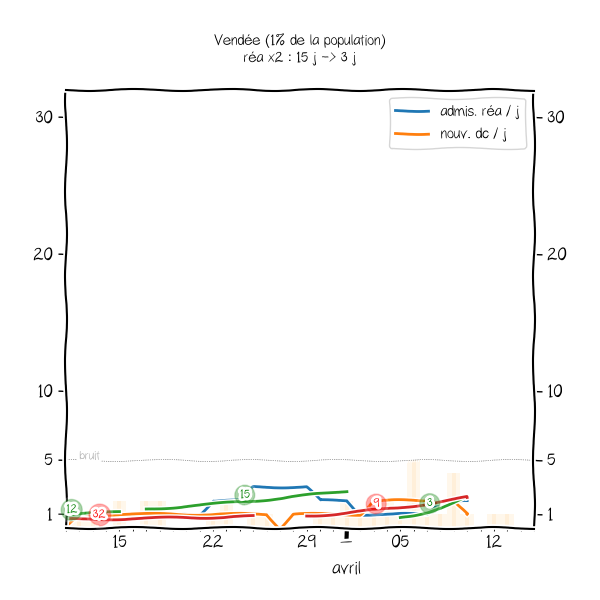 Vendée (1% de la population)
réa x2 : 15 j -> 3 j
admis. réa / j
nouv. dc / j
30 30
20 20
10 10
5 bruit 5
1 1
12 32 15 9 3
15 22 29 1 05 12
avril